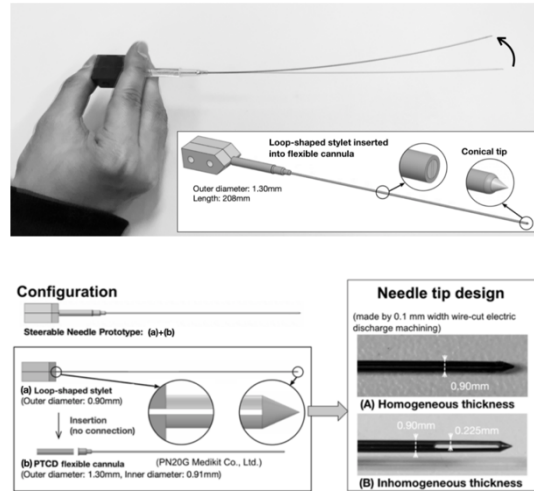 Loop-shaped stylet inserted
into flexible cannula
Conical tip
Outer diameter: 1.30mm
Length: 208mm
Configuration
Steerable Needle Prototype: (a)+(b)
(a) Loop-shaped stylet
(Outer diameter: 0.90mm)
Insertion
(no connection)
(b) PTCD flexible cannula
(PN20G Medikit Co., Ltd.)
(Outer diameter: 1.30mm, Inner diameter: 0.91mm)
Needle tip design
(made by 0.1 mm width wire-cut electric
discharge machining)
0.90mm
(A) Homogeneous thickness
0.90mm
0.225mm
(B) Inhomogeneous thickness